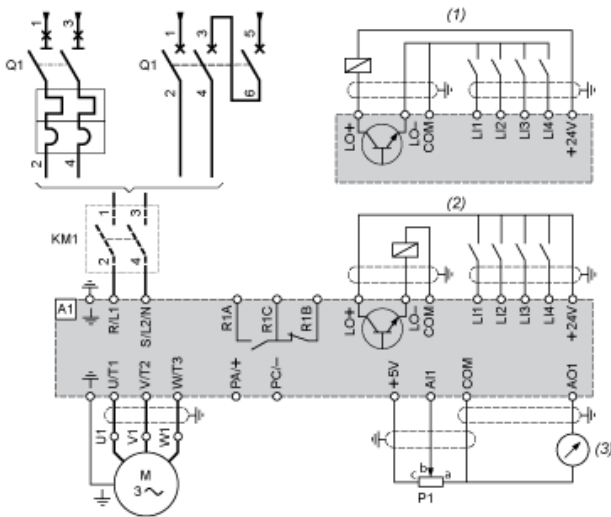 1 3 1 3 5
Q1 Q1
2 4 6
2 4
(1)
LO+ LO- COM LI1 LI2 LI3 LI4 +24V
1 3
KM1
2 4
(2)
A1
R/L1 S/L2/N R1A R1C R1B LO+ LO- COM LI1 LI2 LI3 LI4 +24V
U/T1 V/T2 W/T3 PA/+ PC/- +5V AI1 COM AO1
U1 V1 W1
M
3
c b a
P1
(3)